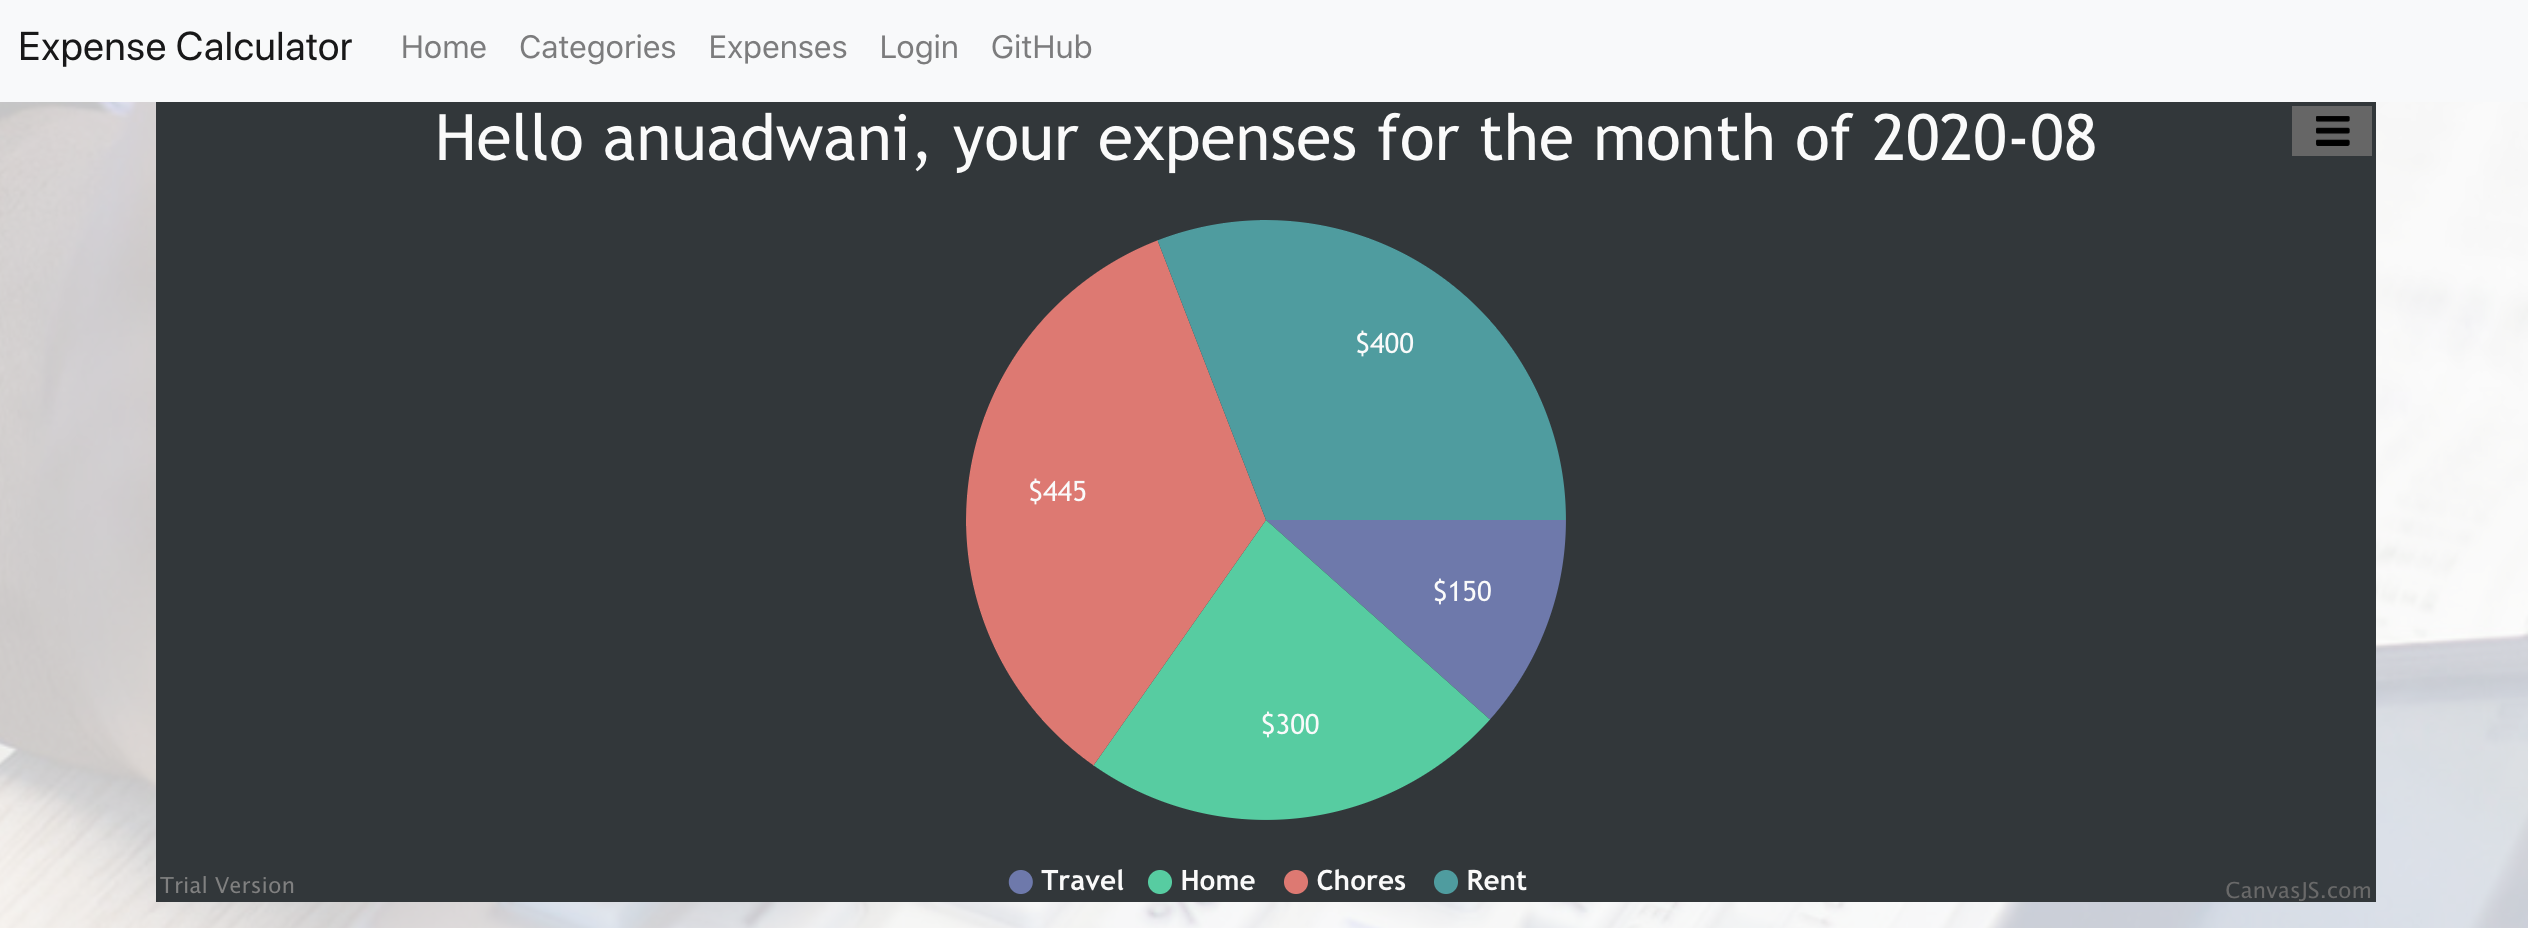 Expense Calculator Home Categories Expenses Login GitHub
Hello anuadwani, your expenses for the month of 2020-08
$400
$445
$150
$300
Travel Home Chores Rent
Trial Version
CanvasJS.com